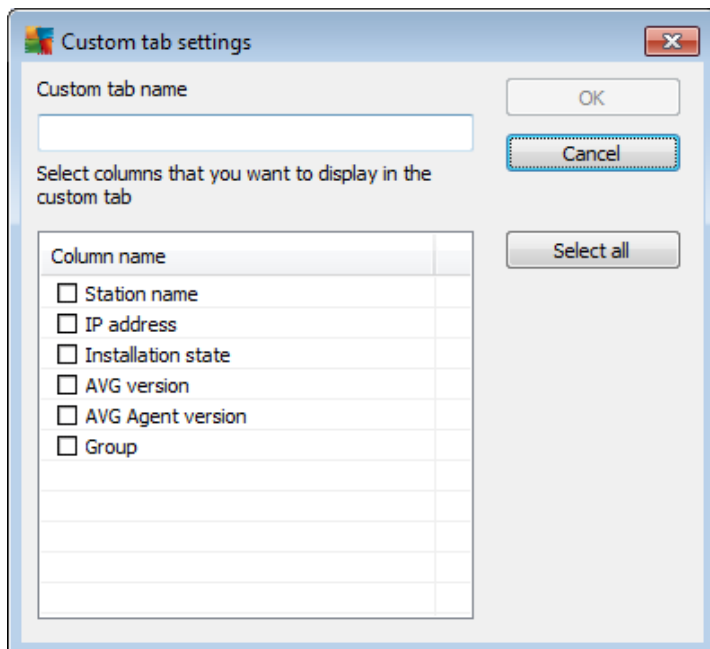 Custom tab settings
Custom tab name
OK
Cancel
Select columns that you want to display in the
custom tab
Select all
Column name
Station name
IP address
Installation state
AVG version
AVG Agent version
Group